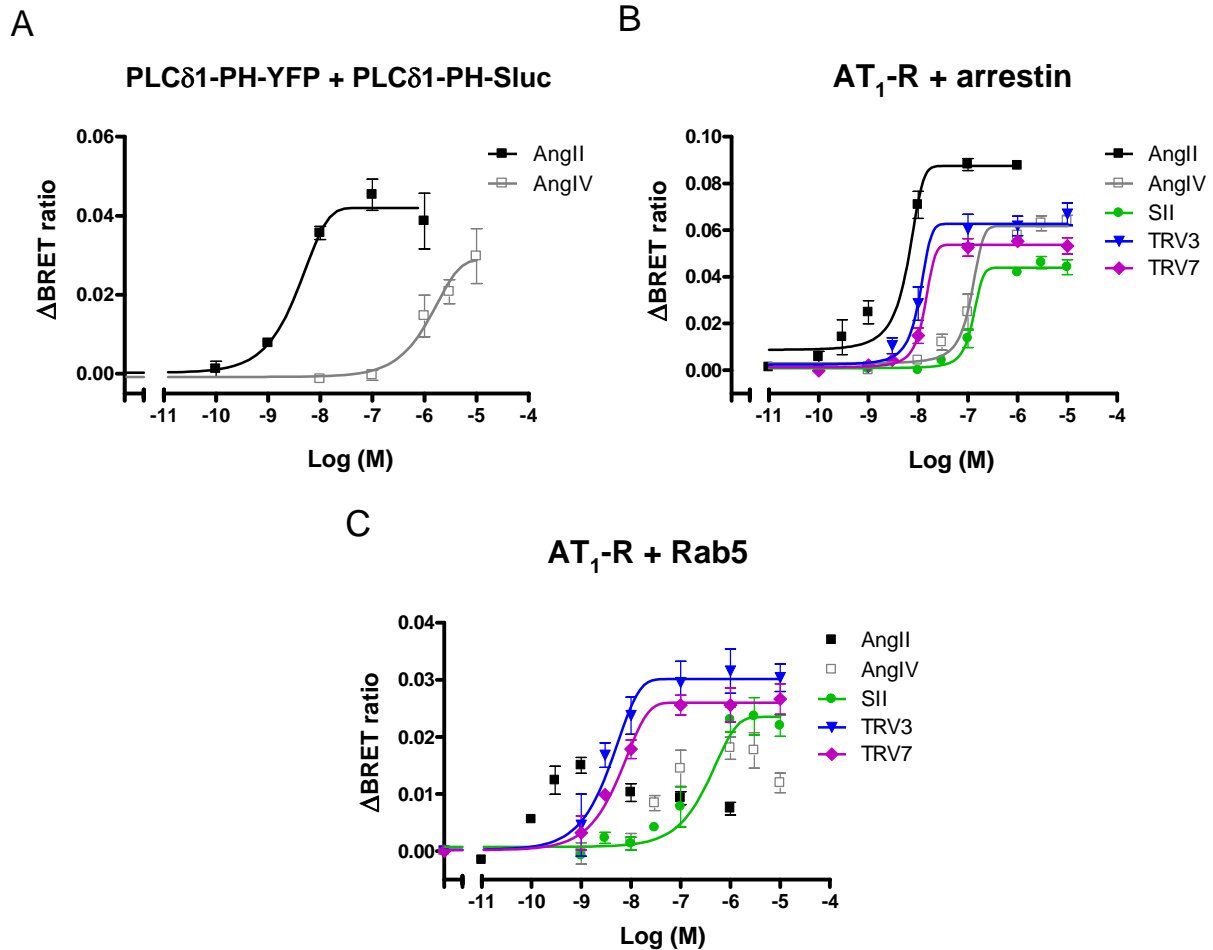 A
PLCδ1-PH-YFP + PLCδ1-PH-Sluc
0.06
0.04
0.02
0.00
ΔBRET ratio
-11
-10
-9
-8
-7
-6
-5
-4
Log (M)
AngII
AngIV
B
AT₁-R + arrestin
0.10
0.08
0.06
0.04
0.02
0.00
ΔBRET ratio
-11
-10
-9
-8
-7
-6
-5
-4
Log (M)
AngII
AngIV
SII
TRV3
TRV7
C
AT₁-R + Rab5
0.04
0.03
0.02
0.01
0.00
ΔBRET ratio
-11
-10
-9
-8
-7
-6
-5
-4
Log (M)
AngII
AngIV
SII
TRV3
TRV7